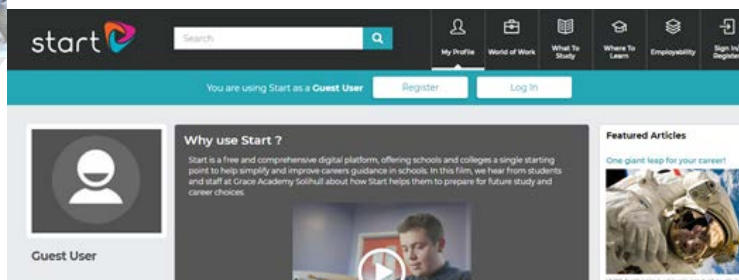 start
Search
My Profile
World of Work
What To
Study
Where To
Learn
Employability
Sign In/
Register
You are using Start as a Guest User
Register
Log In
Why use Start ?
Start is a free and comprehensive digital platform, offering schools and colleges a single starting
point to help simplify and improve careers guidance in schools. In this film, we hear from students
and staff at Grace Academy Solihull about how Start helps them to prepare for future study and
career choices.
Featured Articles
One giant leap for your career!
Guest User